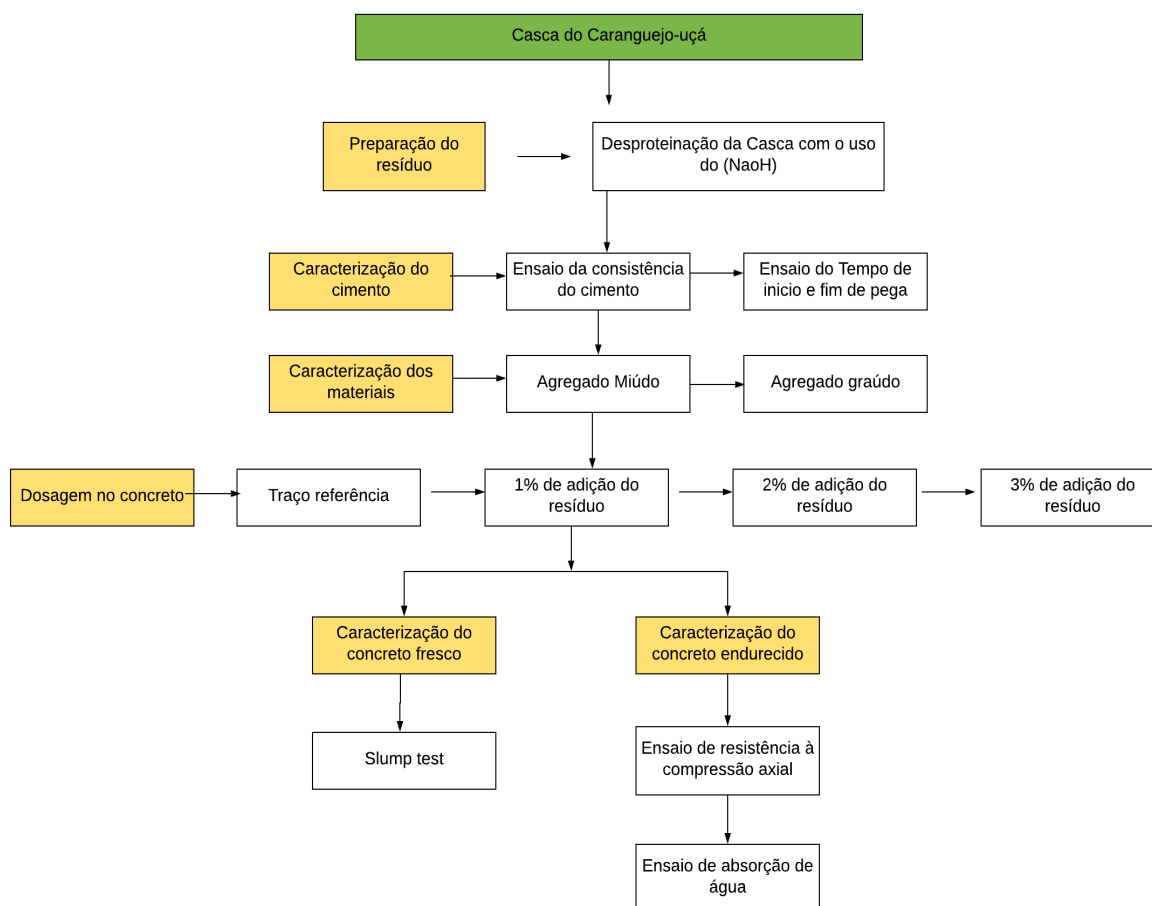 Casca do Caranguejo-uçá
Preparação do
resíduo
Desproteinação da Casca com o uso
do (NaoH)
Caracterização do
cimento
Ensaio da consistência
do cimento
Ensaio do Tempo de
inicio e fim de pega
Caracterização dos
materiais
Agregado Miúdo
Agregado graúdo
Dosagem no concreto
Traço referência
1% de adição do
resíduo
2% de adição do
resíduo
3% de adição do
resíduo
Caracterização do
concreto fresco
Caracterização do
concreto endurecido
Slump test
Ensaio de resistência à
compressão axial
Ensaio de absorção de
água